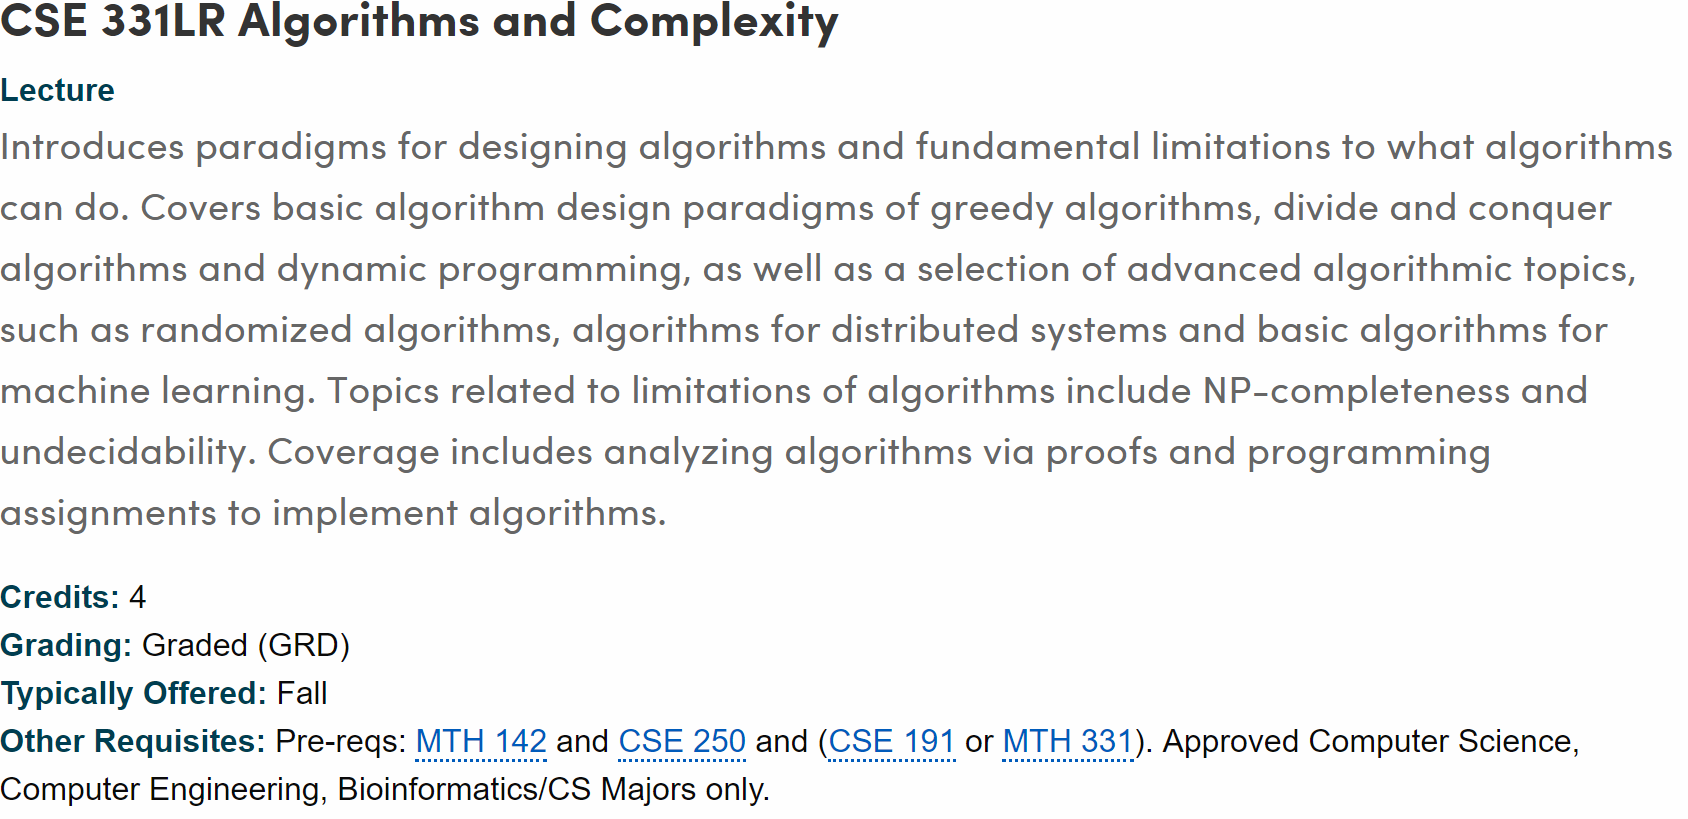 CSE 331LR Algorithms and Complexity
Lecture
Introduces paradigms for designing algorithms and fundamental limitations to what algorithms
can do. Covers basic algorithm design paradigms of greedy algorithms, divide and conquer
algorithms and dynamic programming, as well as a selection of advanced algorithmic topics,
such as randomized algorithms, algorithms for distributed systems and basic algorithms for
machine learning. Topics related to limitations of algorithms include NP-completeness and
undecidability. Coverage includes analyzing algorithms via proofs and programming
assignments to implement algorithms.
Credits: 4
Grading: Graded (GRD)
Typically Offered: Fall
Other Requisites: Pre-reqs: MTH 142 and CSE 250 and (CSE 191 or MTH 331). Approved Computer Science,
Computer Engineering, Bioinformatics/CS Majors only.